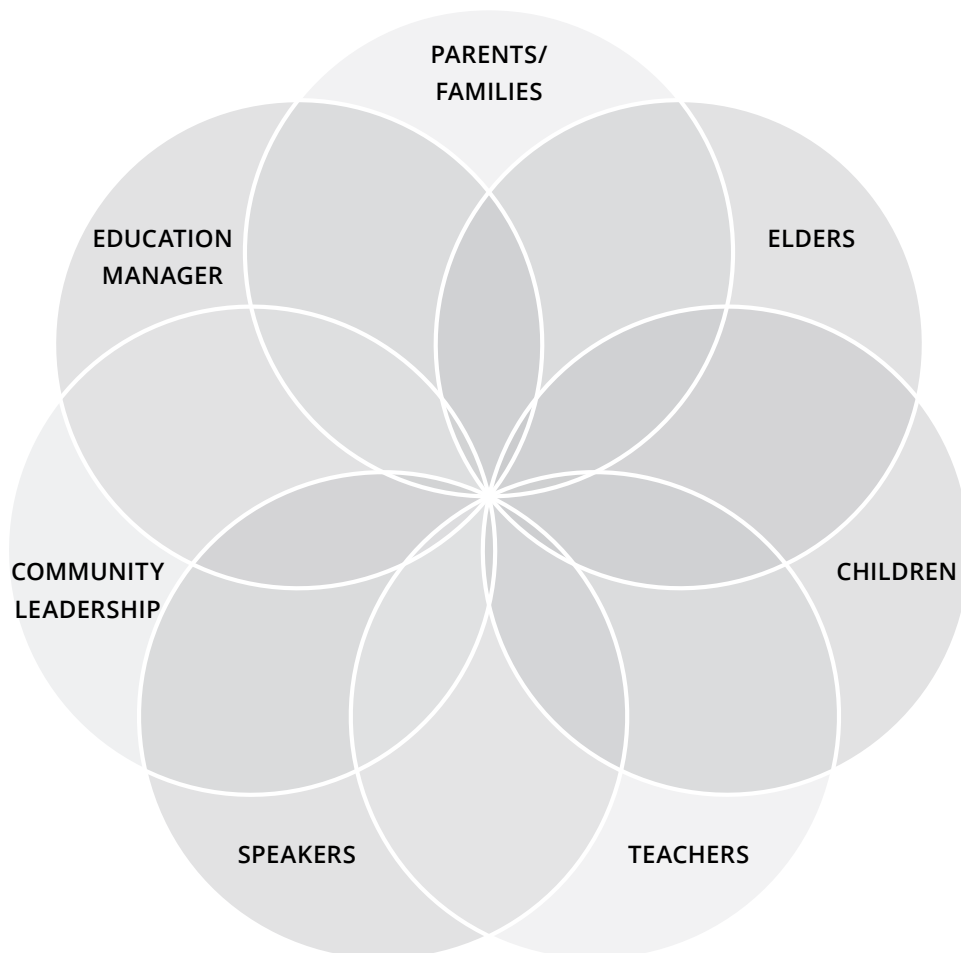 PARENTS/
FAMILIES
EDUCATION
MANAGER
ELDERS
COMMUNITY
LEADERSHIP
CHILDREN
SPEAKERS
TEACHERS